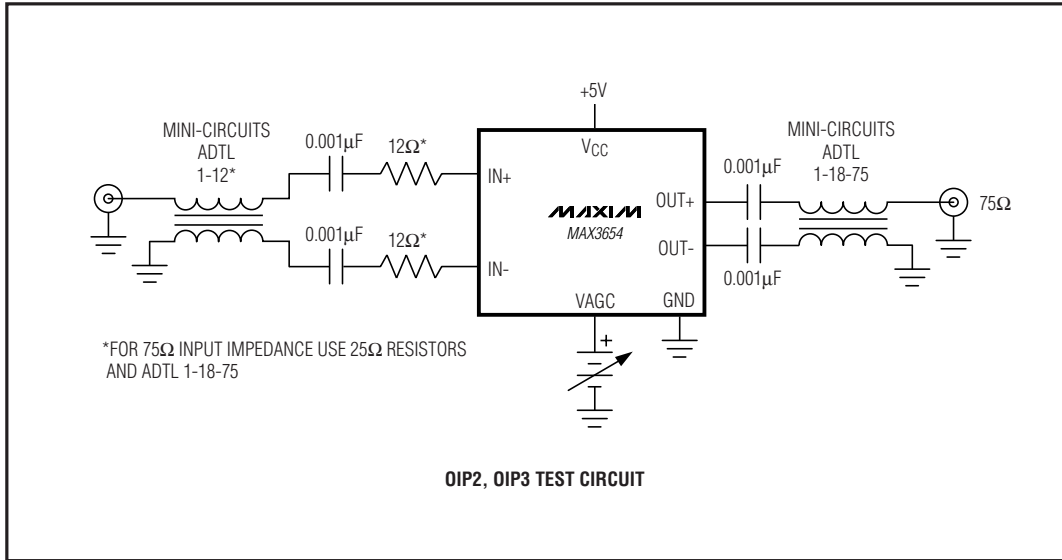 +5V
MINI-CIRCUITS
ADTL
1-12*
0.001µF
12Ω*
VCC
IN+
MAXIM
MAX3654
OUT+
0.001µF
MINI-CIRCUITS
ADTL
1-18-75
75Ω
0.001µF
12Ω*
IN-
OUT-
0.001µF
VAGC
GND
+
*FOR 75Ω INPUT IMPEDANCE USE 25Ω RESISTORS
AND ADTL 1-18-75
OIP2, OIP3 TEST CIRCUIT